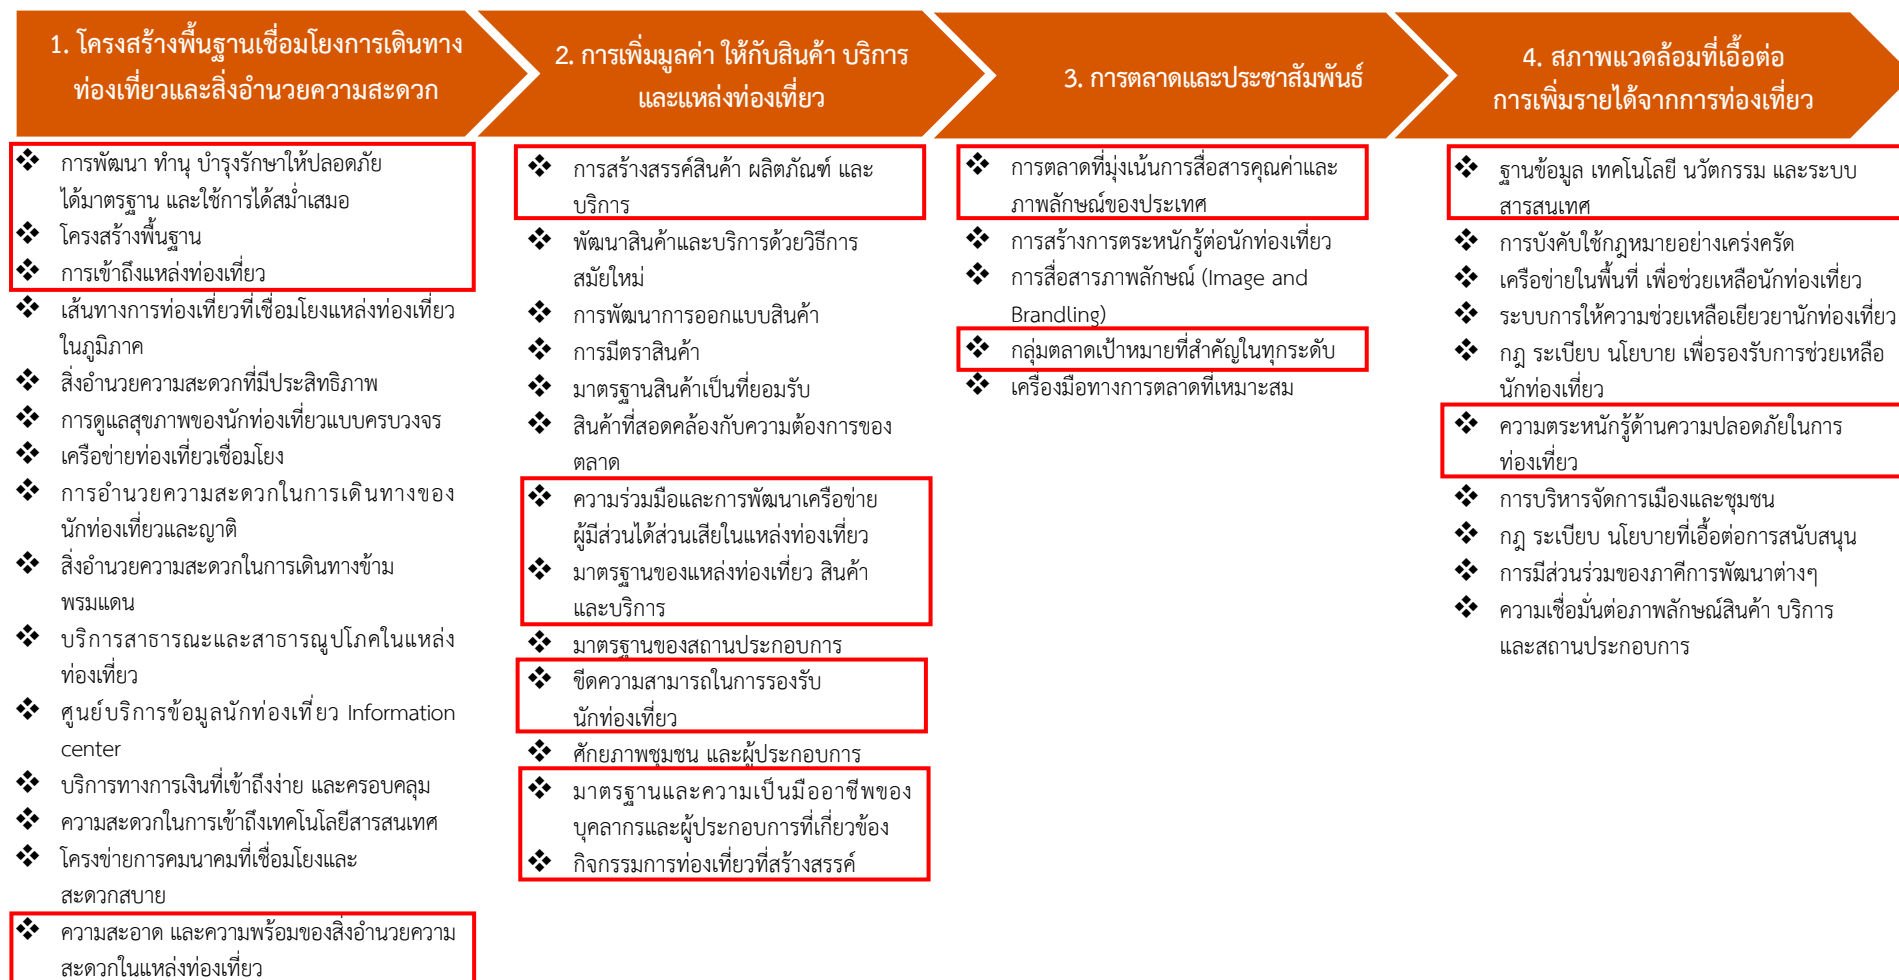 1. โครงสร้างพื้นฐานเชื่อมโยงการเดินทาง
ท่องเที่ยวและสิ่งอำนวยความสะดวก
❖ การพัฒนา ทำนุ บำรุงรักษาให้ปลอดภัย
ได้มาตรฐาน และใช้การได้สม่ำเสมอ
❖ โครงสร้างพื้นฐาน
❖ การเข้าถึงแหล่งท่องเที่ยว
❖ เส้นทางการท่องเที่ยวที่เชื่อมโยงแหล่งท่องเที่ยว
ในภูมิภาค
❖ สิ่งอำนวยความสะดวกที่มีประสิทธิภาพ
❖ การดูแลสุขภาพของนักท่องเที่ยวแบบครบวงจร
❖ เครือข่ายท่องเที่ยวเชื่อมโยง
❖ การอำนวยความสะดวกในการเดินทางของ
นักท่องเที่ยวและญาติ
❖ สิ่งอำนวยความสะดวกในการเดินทางข้าม
พรมแดน
❖ บริการสาธารณะและสาธารณูปโภคในแหล่ง
ท่องเที่ยว
❖ ศูนย์บริการข้อมูลนักท่องเที่ยว Information
center
❖ บริการทางการเงินที่เข้าถึงง่าย และครอบคลุม
❖ ความสะดวกในการเข้าถึงเทคโนโลยีสารสนเทศ
❖ โครงข่ายการคมนาคมที่เชื่อมโยงและ
สะดวกสบาย
❖ ความสะอาด และความพร้อมของสิ่งอำนวยความ
สะดวกในแหล่งท่องเที่ยว
2. การเพิ่มมูลค่า ให้กับสินค้า บริการ
และแหล่งท่องเที่ยว
❖ การสร้างสรรค์สินค้า ผลิตภัณฑ์ และ
บริการ
❖ พัฒนาสินค้าและบริการด้วยวิธีการ
สมัยใหม่
❖ การพัฒนาการออกแบบสินค้า
❖ การมีตราสินค้า
❖ มาตรฐานสินค้าเป็นที่ยอมรับ
❖ สินค้าที่สอดคล้องกับความต้องการของ
ตลาด
❖ ความร่วมมือและการพัฒนาเครือข่าย
ผู้มีส่วนได้ส่วนเสียในแหล่งท่องเที่ยว
❖ มาตรฐานของแหล่งท่องเที่ยว สินค้า
และบริการ
❖ มาตรฐานของสถานประกอบการ
❖ ขีดความสามารถในการรองรับ
นักท่องเที่ยว
❖ ศักยภาพชุมชน และผู้ประกอบการ
❖ มาตรฐานและความเป็นมืออาชีพของ
บุคลากรและผู้ประกอบการที่เกี่ยวข้อง
❖ กิจกรรมการท่องเที่ยวที่สร้างสรรค์
3. การตลาดและประชาสัมพันธ์
❖ การตลาดที่มุ่งเน้นการสื่อสารคุณค่าและ
ภาพลักษณ์ของประเทศ
❖ การสร้างการตระหนักรู้ต่อนักท่องเที่ยว
❖ การสื่อสารภาพลักษณ์ (Image and
Brandling)
❖ กลุ่มตลาดเป้าหมายที่สำคัญในทุกระดับ
❖ เครื่องมือทางการตลาดที่เหมาะสม
4. สภาพแวดล้อมที่เอื้อต่อ
การเพิ่มรายได้จากการท่องเที่ยว
❖ ฐานข้อมูล เทคโนโลยี นวัตกรรม และระบบ
สารสนเทศ
❖ การบังคับใช้กฎหมายอย่างเคร่งครัด
❖ เครือข่ายในพื้นที่ เพื่อช่วยเหลือนักท่องเที่ยว
❖ ระบบการให้ความช่วยเหลือเยียวยานักท่องเที่ยว
❖ กฎ ระเบียบ นโยบาย เพื่อรองรับการช่วยเหลือ
นักท่องเที่ยว
❖ ความตระหนักรู้ด้านความปลอดภัยในการ
ท่องเที่ยว
❖ การบริหารจัดการเมืองและชุมชน
❖ กฎ ระเบียบ นโยบายที่เอื้อต่อการสนับสนุน
❖ การมีส่วนร่วมของภาคีการพัฒนาต่างๆ
❖ ความเชื่อมั่นต่อภาพลักษณ์สินค้า บริการ
และสถานประกอบการ